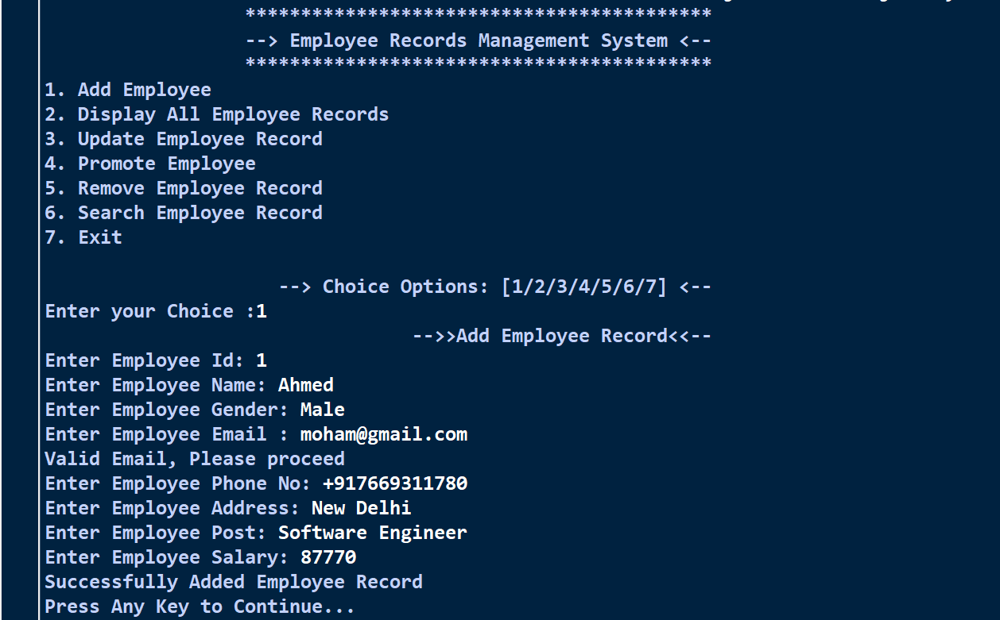 ******************************************
--> Employee Records Management System <--
******************************************
1. Add Employee
2. Display All Employee Records
3. Update Employee Record
4. Promote Employee
5. Remove Employee Record
6. Search Employee Record
7. Exit
--> Choice Options: [1/2/3/4/5/6/7] <--
Enter your Choice :1
-->>Add Employee Record<<--
Enter Employee Id: 1
Enter Employee Name: Ahmed
Enter Employee Gender: Male
Enter Employee Email : moham@gmail.com
Valid Email, Please proceed
Enter Employee Phone No: +917669311780
Enter Employee Address: New Delhi
Enter Employee Post: Software Engineer
Enter Employee Salary: 87770
Successfully Added Employee Record
Press Any Key to Continue...